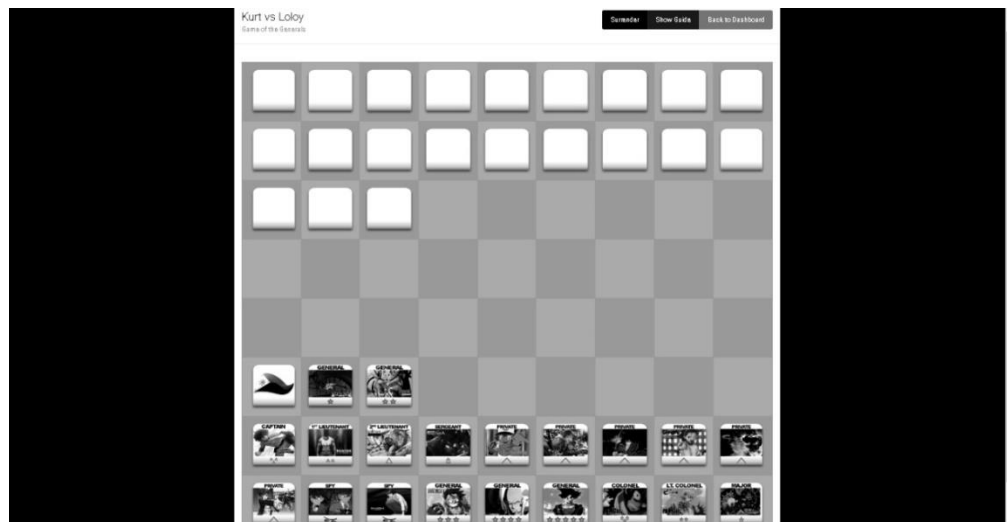 Kurt vs Loloy
Game of the Generals
Surrender Show Guide Back to Dashboard
GENERAL GENERAL
CAPTAIN 1ST LIEUTENANT 2ND LIEUTENANT SERGEANT PRIVATE PRIVATE PRIVATE PRIVATE PRIVATE
PRIVATE SPY SPY GENERAL GENERAL GENERAL COLONEL LT. COLONEL MAJOR